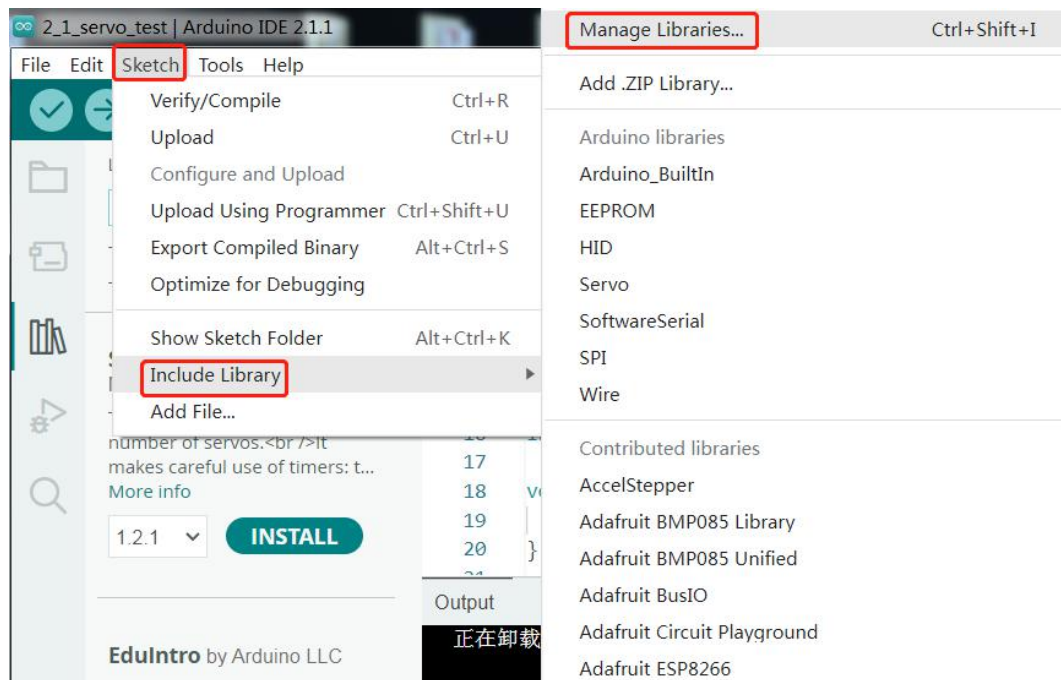 2_1_servo_test | Arduino IDE 2.1.1
File Edit Sketch Tools Help
Verify/Compile Ctrl+R
Upload Ctrl+U
Configure and Upload
Upload Using Programmer Ctrl+Shift+U
Export Compiled Binary Alt+Ctrl+S
Optimize for Debugging
Show Sketch Folder Alt+Ctrl+K
Include Library
Add File...
number of servos.<br />It
makes careful use of timers: t...
More info
1.2.1 INSTALL
EduIntro by Arduino LLC
17
18
19
20 }
Output
正在卸载
Manage Libraries... Ctrl+Shift+I
Add .ZIP Library...
Arduino libraries
Arduino_BuiltIn
EEPROM
HID
Servo
SoftwareSerial
SPI
Wire
Contributed libraries
AccelStepper
Adafruit BMP085 Library
Adafruit BMP085 Unified
Adafruit BusIO
Adafruit Circuit Playground
Adafruit ESP8266